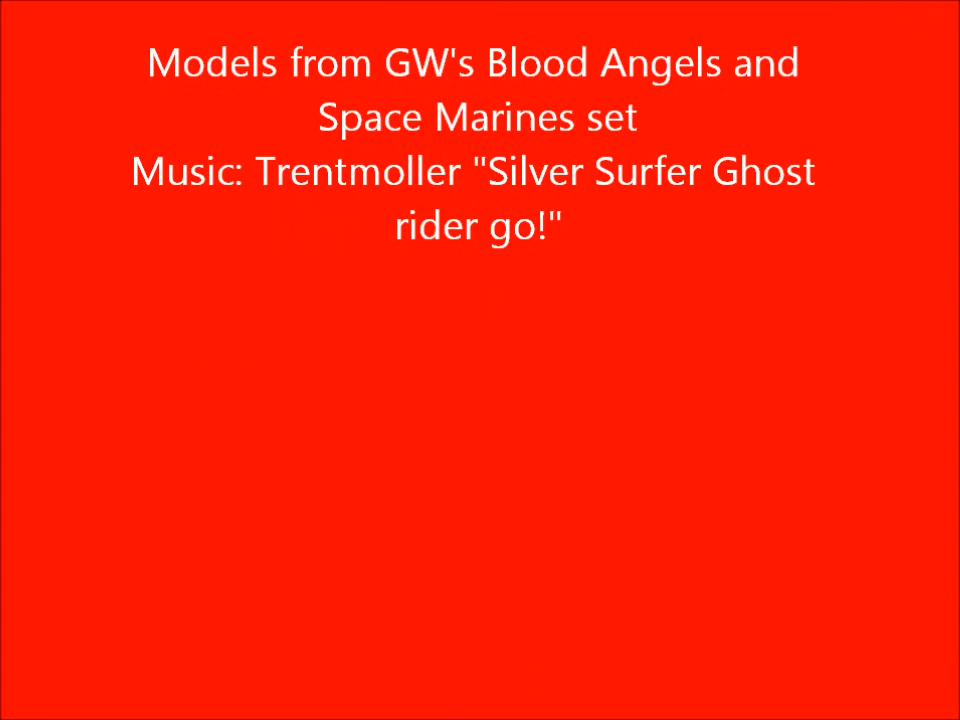 Models from GW's Blood Angels and
Space Marines set
Music: Trentmoller "Silver Surfer Ghost
rider go!"